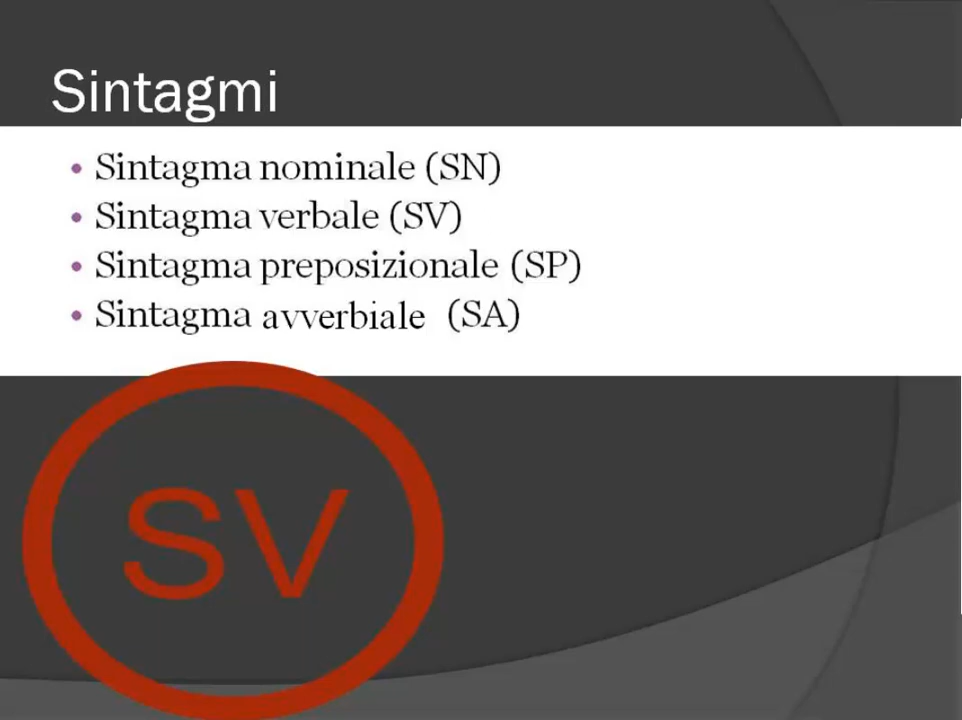 Sintagmi
• Sintagma nominale (SN)
• Sintagma verbale (SV)
• Sintagma preposizionale (SP)
• Sintagma avverbiale (SA)
SV